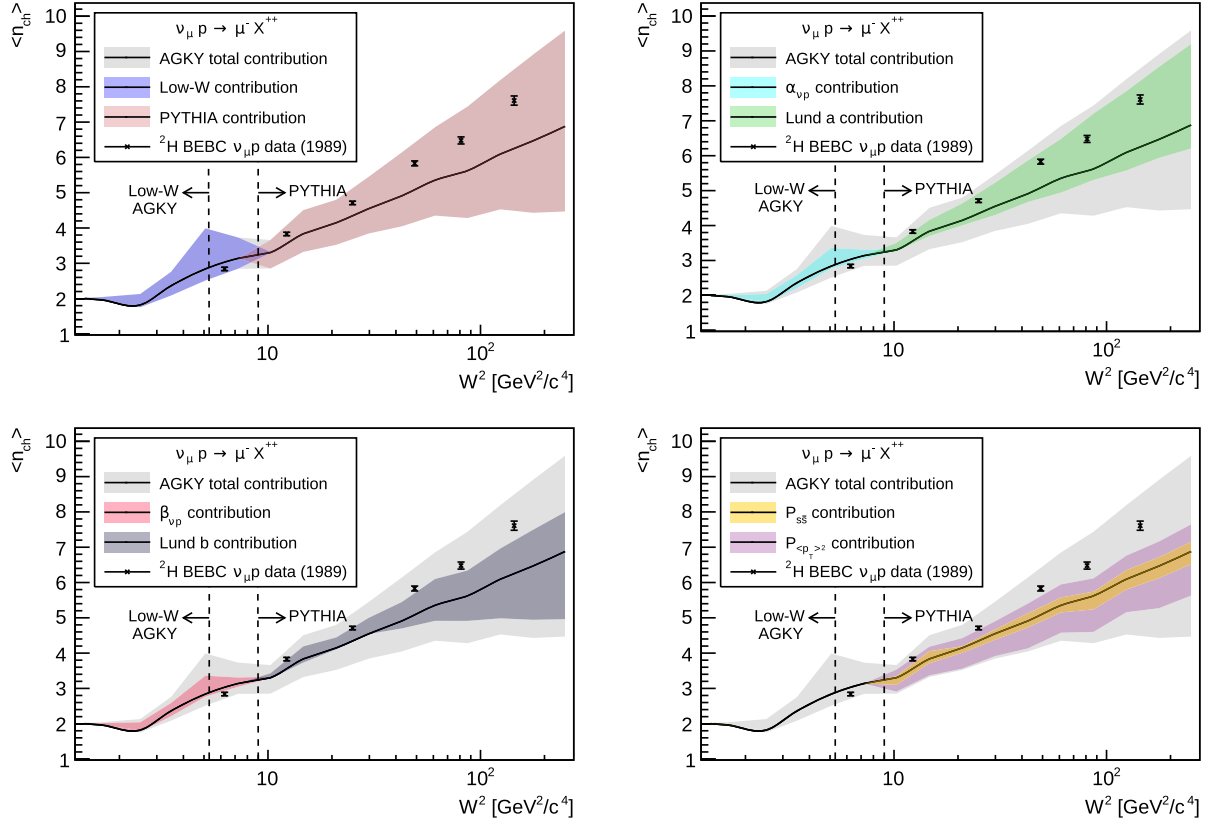 <n_ch>
10
9
8
7
6
5
4
3
2
1
ν_μ p → μ⁻ X⁺⁺
AGKY total contribution
Low-W contribution
PYTHIA contribution
²H BEBC ν_μp data (1989)
Low-W
AGKY
PYTHIA
10
10²
W² [GeV²/c⁴]
<n_ch>
10
9
8
7
6
5
4
3
2
1
ν_μ p → μ⁻ X⁺⁺
AGKY total contribution
α_νp
Lund a contribution
²H BEBC ν_μp data (1989)
Low-W
AGKY
PYTHIA
10
10²
W² [GeV²/c⁴]
<n_ch>
10
9
8
7
6
5
4
3
2
1
ν_μ p → μ⁻ X⁺⁺
AGKY total contribution
β_νp contribution
Lund b contribution
²H BEBC ν_μp data (1989)
Low-W
AGKY
PYTHIA
10
10²
W² [GeV²/c⁴]
<n_ch>
10
9
8
7
6
5
4
3
2
1
ν_μ p → μ⁻ X⁺⁺
AGKY total contribution
P_ss̄ contribution
P_<p_T>² contribution
²H BEBC ν_μp data (1989)
Low-W
AGKY
PYTHIA
10
10²
W² [GeV²/c⁴]